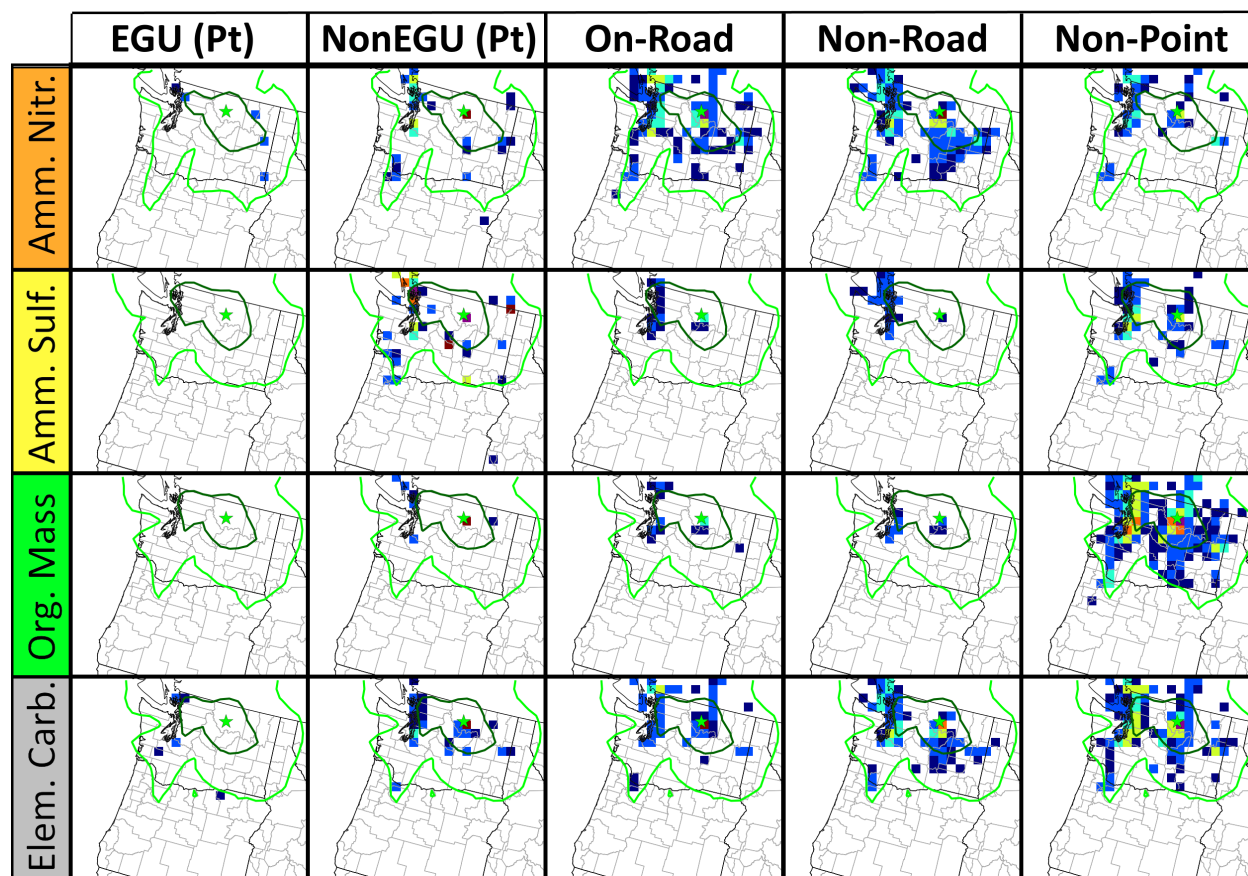 EGU (Pt) NonEGU (Pt) On-Road Non-Road Non-Point
Amm. Nitr.
Amm. Sulf.
Org. Mass
Elem. Carb.